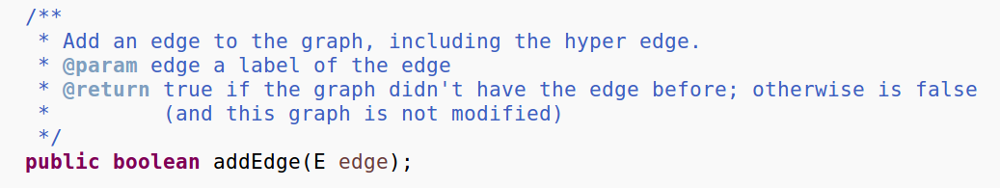 /**
 * Add an edge to the graph, including the hyper edge.
 * @param edge a label of the edge
 * @return true if the graph didn't have the edge before; otherwise is false
 *         (and this graph is not modified)
 */
public boolean addEdge(E edge);